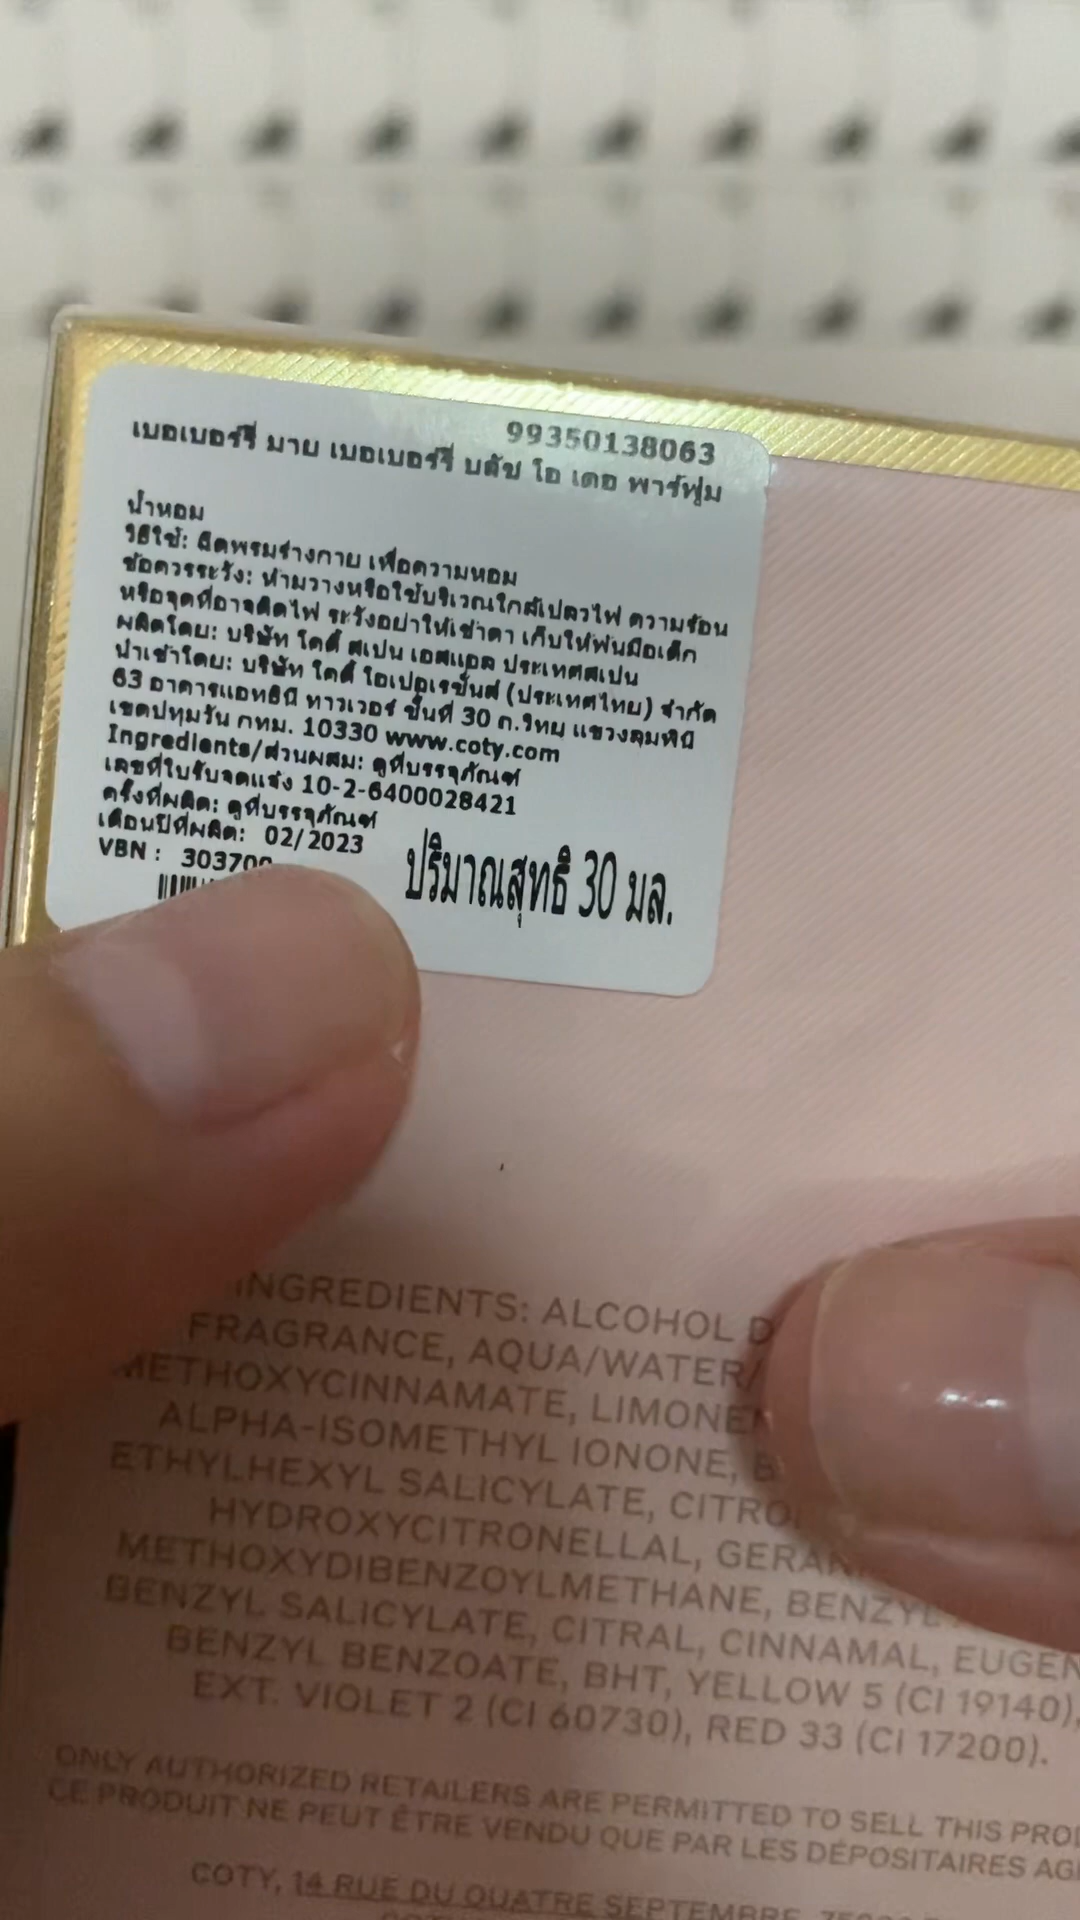 99350138063
เบอเบอร์รี่ มาย เบอเบอร์รี่ บลัช โอ เดอ พาร์ฟูม
น้ำหอม
วิธีใช้: ฉีดพรมร่างกาย เพื่อความหอม
ข้อควรระวัง: ห้ามวางหรือใช้บริเวณใกล้เปลวไฟ ความร้อน
หรือจุดที่อาจติดไฟ ระวังอย่าให้เข้าตา เก็บให้พ้นมือเด็ก
ผลิตโดย: บริษัท โคตี้ สเปน เอสแอล ประเทศสเปน
นำเข้าโดย: บริษัท โคตี้ โอเปอเรชั่นส์ (ประเทศไทย) จำกัด
63 อาคารแอทธินี ทาวเวอร์ ชั้นที่ 30 ถ.วิทยุ แขวงลุมพินี
เขตปทุมวัน กทม. 10330 www.coty.com
Ingredients/ส่วนผสม: ดูที่บรรจุภัณฑ์
เลขที่ใบรับจดแจ้ง 10-2-6400028421
ครั้งที่ผลิต: ดูที่บรรจุภัณฑ์
เดือนปีที่ผลิต: 02/2023
VBN : 303700
ปริมาณสุทธิ 30 มล.
INGREDIENTS: ALCOHOL
FRAGRANCE, AQUA/WATER/
METHOXYCINNAMATE,
ALPHA-ISOMETHYL IONONE,
ETHYLHEXYL SALICYLATE,
HYDROXYCITRONELLAL,
METHOXYDIBENZOYLMETHANE,
BENZYL SALICYLATE, CITRAL, CINNAMAL,
BENZYL BENZOATE, BHT, YELLOW 5 (CI 19140),
EXT. VIOLET 2 (CI 60730), RED 33 (CI 17200).
ONLY AUTHORIZED RETAILERS ARE PERMITTED TO SELL THIS
CE PRODUIT NE PEUT ÊTRE VENDU QUE PAR LES DÉPOSITAIRES
COTY, 14 RUE DU QUATRE SEPTEMBRE,